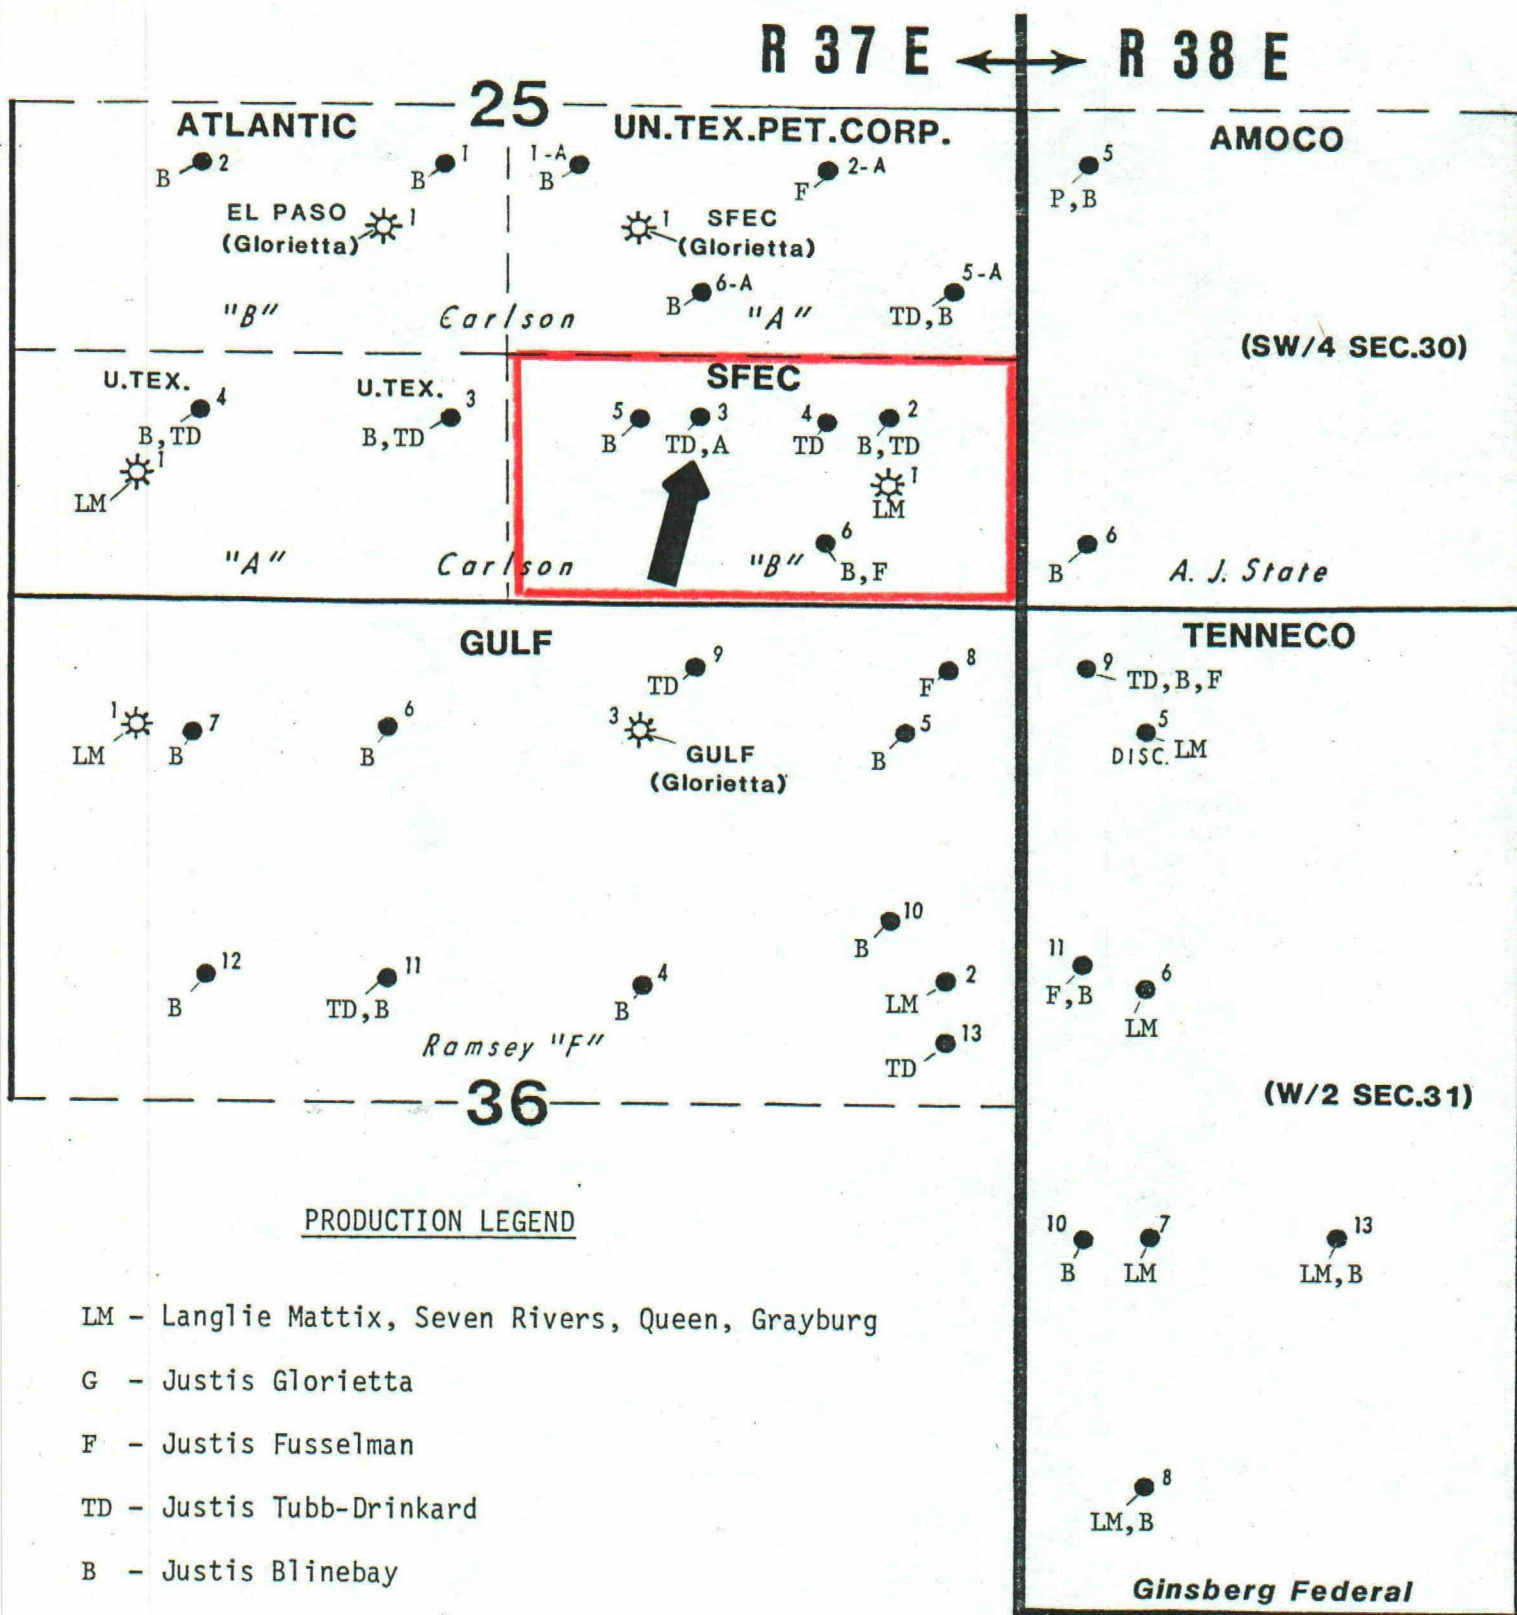 R 37 E R 38 E
25
ATLANTIC UN.TEX.PET.CORP. AMOCO
B 2 B 1 1-A B F 2-A 5
P,B
EL PASO 1 1 SFEC
(Glorietta) (Glorietta)
B 6-A 5-A
"B" Carlson "A" TD,B
(SW/4 SEC.30)
SFEC
U.TEX. 4 U.TEX. 3 5 3 4 2
B,TD B,TD B TD,A TD B,TD
1 1
LM LM
6
B,F
6
B
"A" Carlson "B" A. J. State
GULF TENNECO
9 8 9
TD F TD,B,F
1 7 6 3 5 5
LM B B B DISC. LM
GULF
(Glorietta)
10
B
12 11 4 2 11 6
B TD,B B LM F,B LM
Ramsey "F" 13
TD
36 (W/2 SEC.31)
PRODUCTION LEGEND
10 7 13
B LM LM,B
LM - Langlie Mattix, Seven Rivers, Queen, Grayburg
G - Justis Glorietta
F - Justis Fusselman
8
LM,B
TD - Justis Tubb-Drinkard
B - Justis Blinebay
Ginsberg Federal